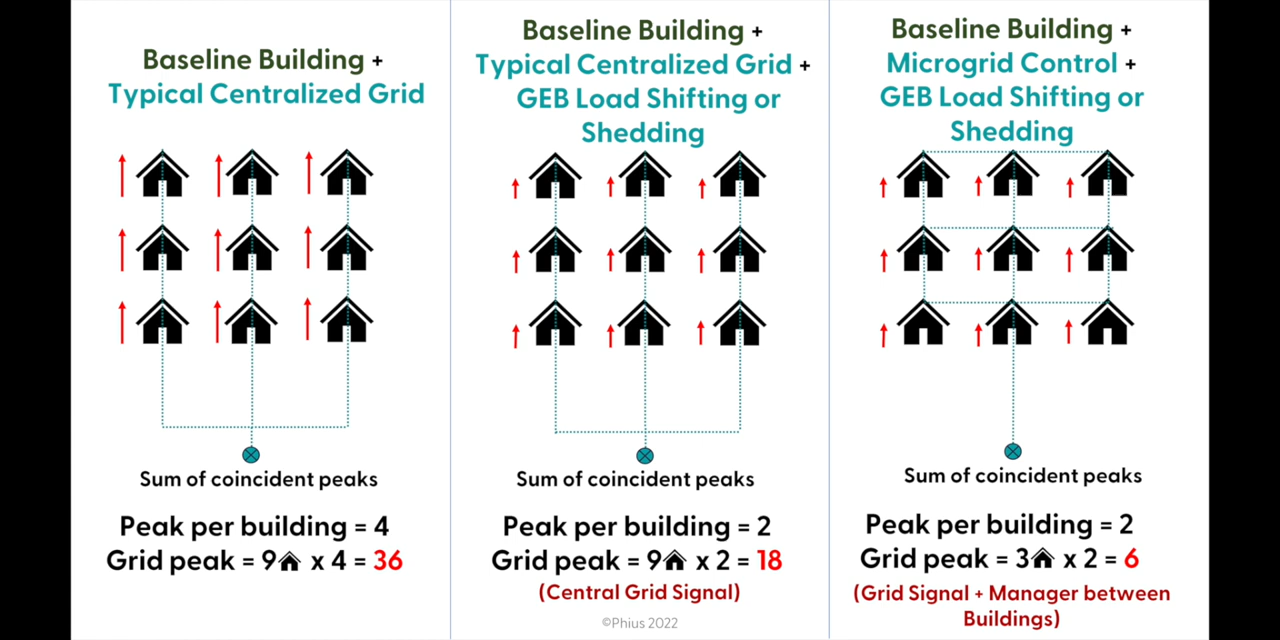 Baseline Building +
Typical Centralized Grid
Sum of coincident peaks
Peak per building = 4
Grid peak = 9 x 4 = 36
Baseline Building +
Typical Centralized Grid +
GEB Load Shifting or
Shedding
Sum of coincident peaks
Peak per building = 2
Grid peak = 9 x 2 = 18
(Central Grid Signal)
©Phius 2022
Baseline Building +
Microgrid Control +
GEB Load Shifting or
Shedding
Sum of coincident peaks
Peak per building = 2
Grid peak = 3 x 2 = 6
(Grid Signal + Manager between
Buildings)